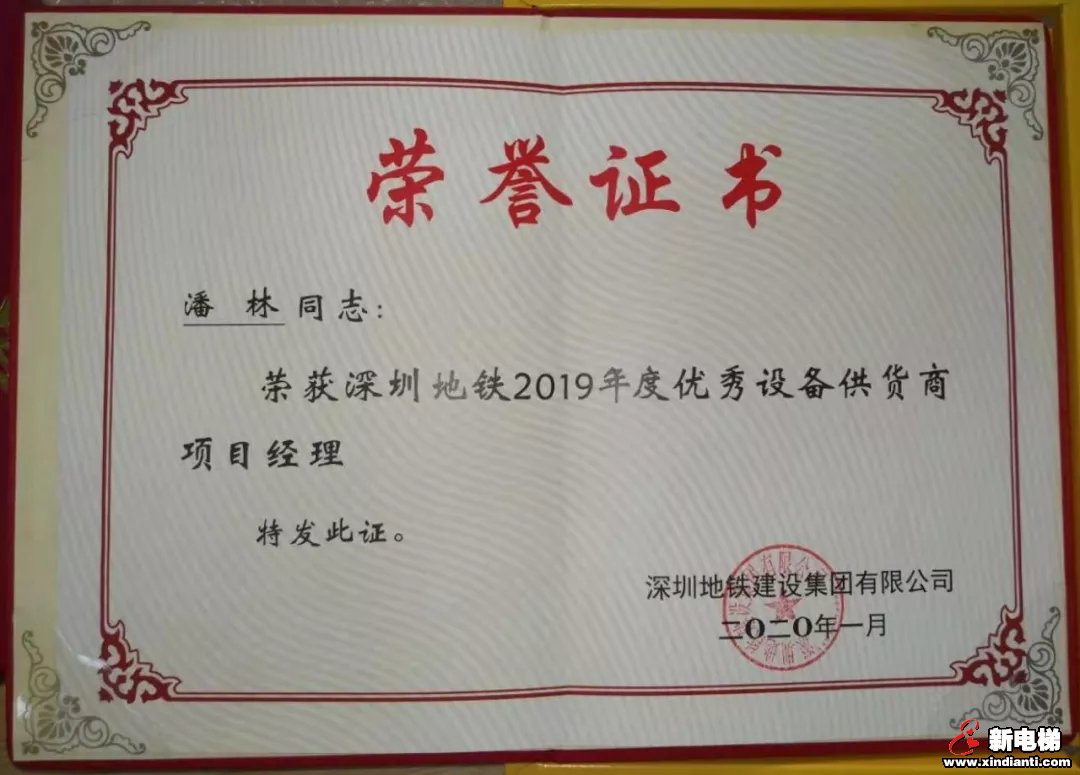 荣誉证书
潘 林 同志：
荣获深圳地铁2019年度优秀设备供货商
项目经理
特发此证。
深圳地铁建设集团有限公司
二〇二〇年一月
新电梯
www.xindianti.com